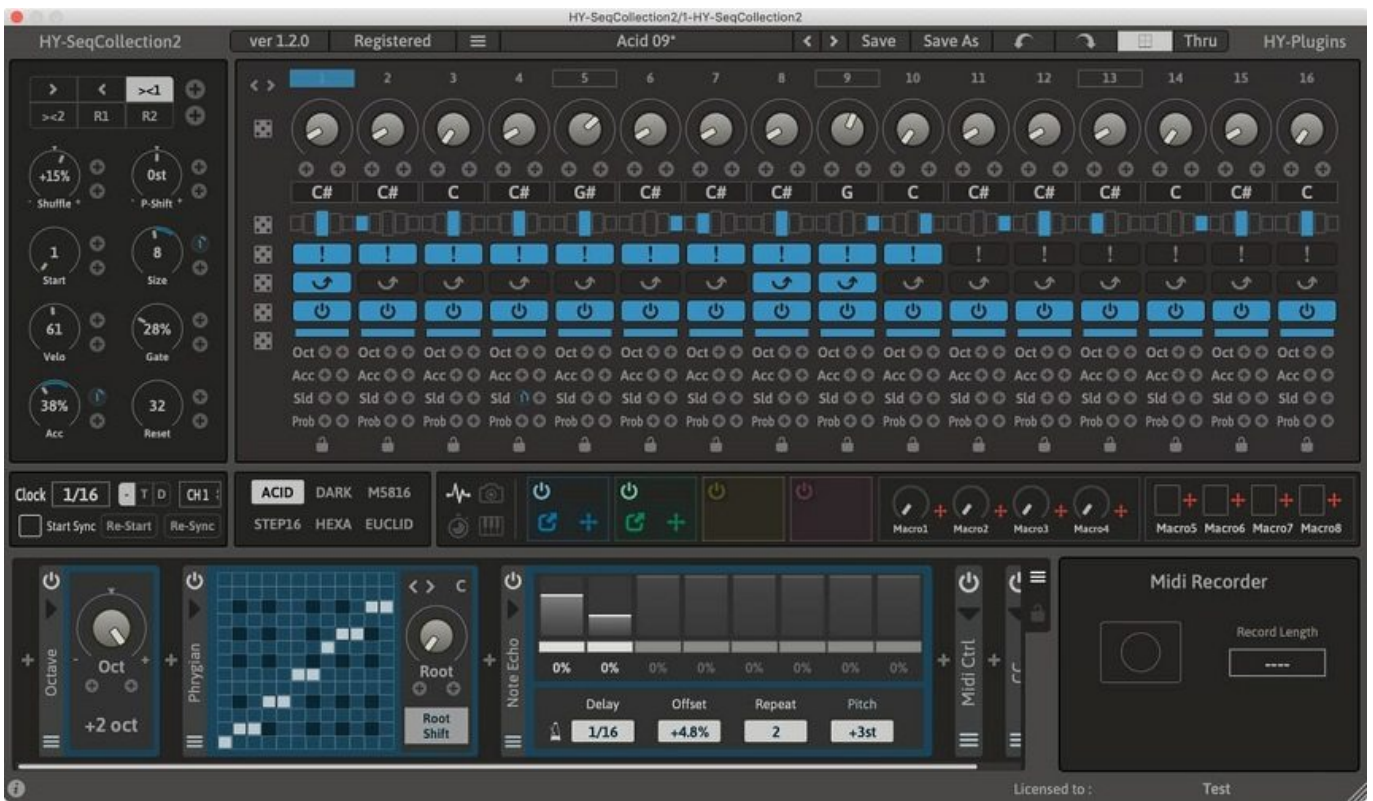 HY-SeqCollection2/1-HY-SeqCollection2
HY-SeqCollection2 ver 1.2.0 Registered Acid 09* < > Save Save As Thru HY-Plugins
> < ><1
><2 R1 R2
+15% 0st
- Shuffle + - P-Shift +
1 8
Start Size
61 28%
Velo Gate
38% 32
Acc Reset
< > 1 2 3 4 5 6 7 8 9 10 11 12 13 14 15 16
C# C# C C# G# C# C# C# G C C# C# C# C C# C
! ! ! ! ! ! ! ! ! ! ! ! ! ! ! !
Oct Oct Oct Oct Oct Oct Oct Oct Oct Oct Oct Oct Oct Oct Oct Oct
Acc Acc Acc Acc Acc Acc Acc Acc Acc Acc Acc Acc Acc Acc Acc Acc
Sld Sld Sld Sld Sld Sld Sld Sld Sld Sld Sld Sld Sld Sld Sld Sld
Prob Prob Prob Prob Prob Prob Prob Prob Prob Prob Prob Prob Prob Prob Prob Prob
Clock 1/16 - T D CH1
Start Sync Re-Start Re-Sync
ACID DARK M5816
STEP16 HEXA EUCLID
Macro1 Macro2 Macro3 Macro4 Macro5 Macro6 Macro7 Macro8
Octave
- Oct +
+2 oct
Phrygian
< > C
Root
Root
Shift
Note Echo
0% 0% 0% 0% 0% 0% 0% 0%
Delay Offset Repeat Pitch
1/16 +4.8% 2 +3st
Midi Ctrl
Midi Recorder
Record Length
----
Licensed to : Test